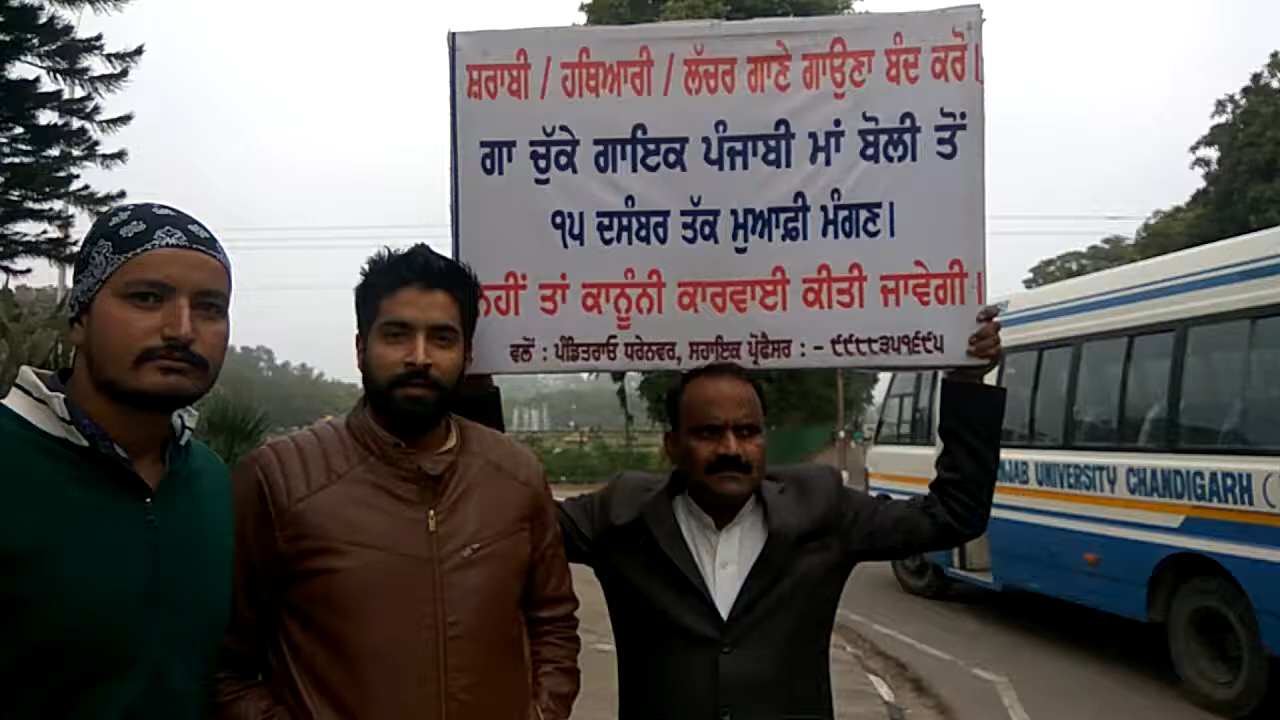 ਸ਼ਰਾਬੀ / ਹਥਿਆਰੀ / ਲੱਚਰ ਗਾਣੇ ਗਾਉਣਾ ਬੰਦ ਕਰੋ।
ਗਾ ਚੁੱਕੇ ਗਾਇਕ ਪੰਜਾਬੀ ਮਾਂ ਬੋਲੀ ਤੋਂ
੧੫ ਦਸੰਬਰ ਤੱਕ ਮੁਆਫ਼ੀ ਮੰਗਣ।
ਨਹੀਂ ਤਾਂ ਕਾਨੂੰਨੀ ਕਾਰਵਾਈ ਕੀਤੀ ਜਾਵੇਗੀ।
ਵਲੋਂ : ਪੰਡਿਤਰਾਓ ਧਰੇਨਵਰ, ਸਹਾਇਕ ਪ੍ਰੋਫੈਸਰ : - ੯੯੮੮੩੫੧੬੯੫
NJAB UNIVERSITY CHANDIGARH (